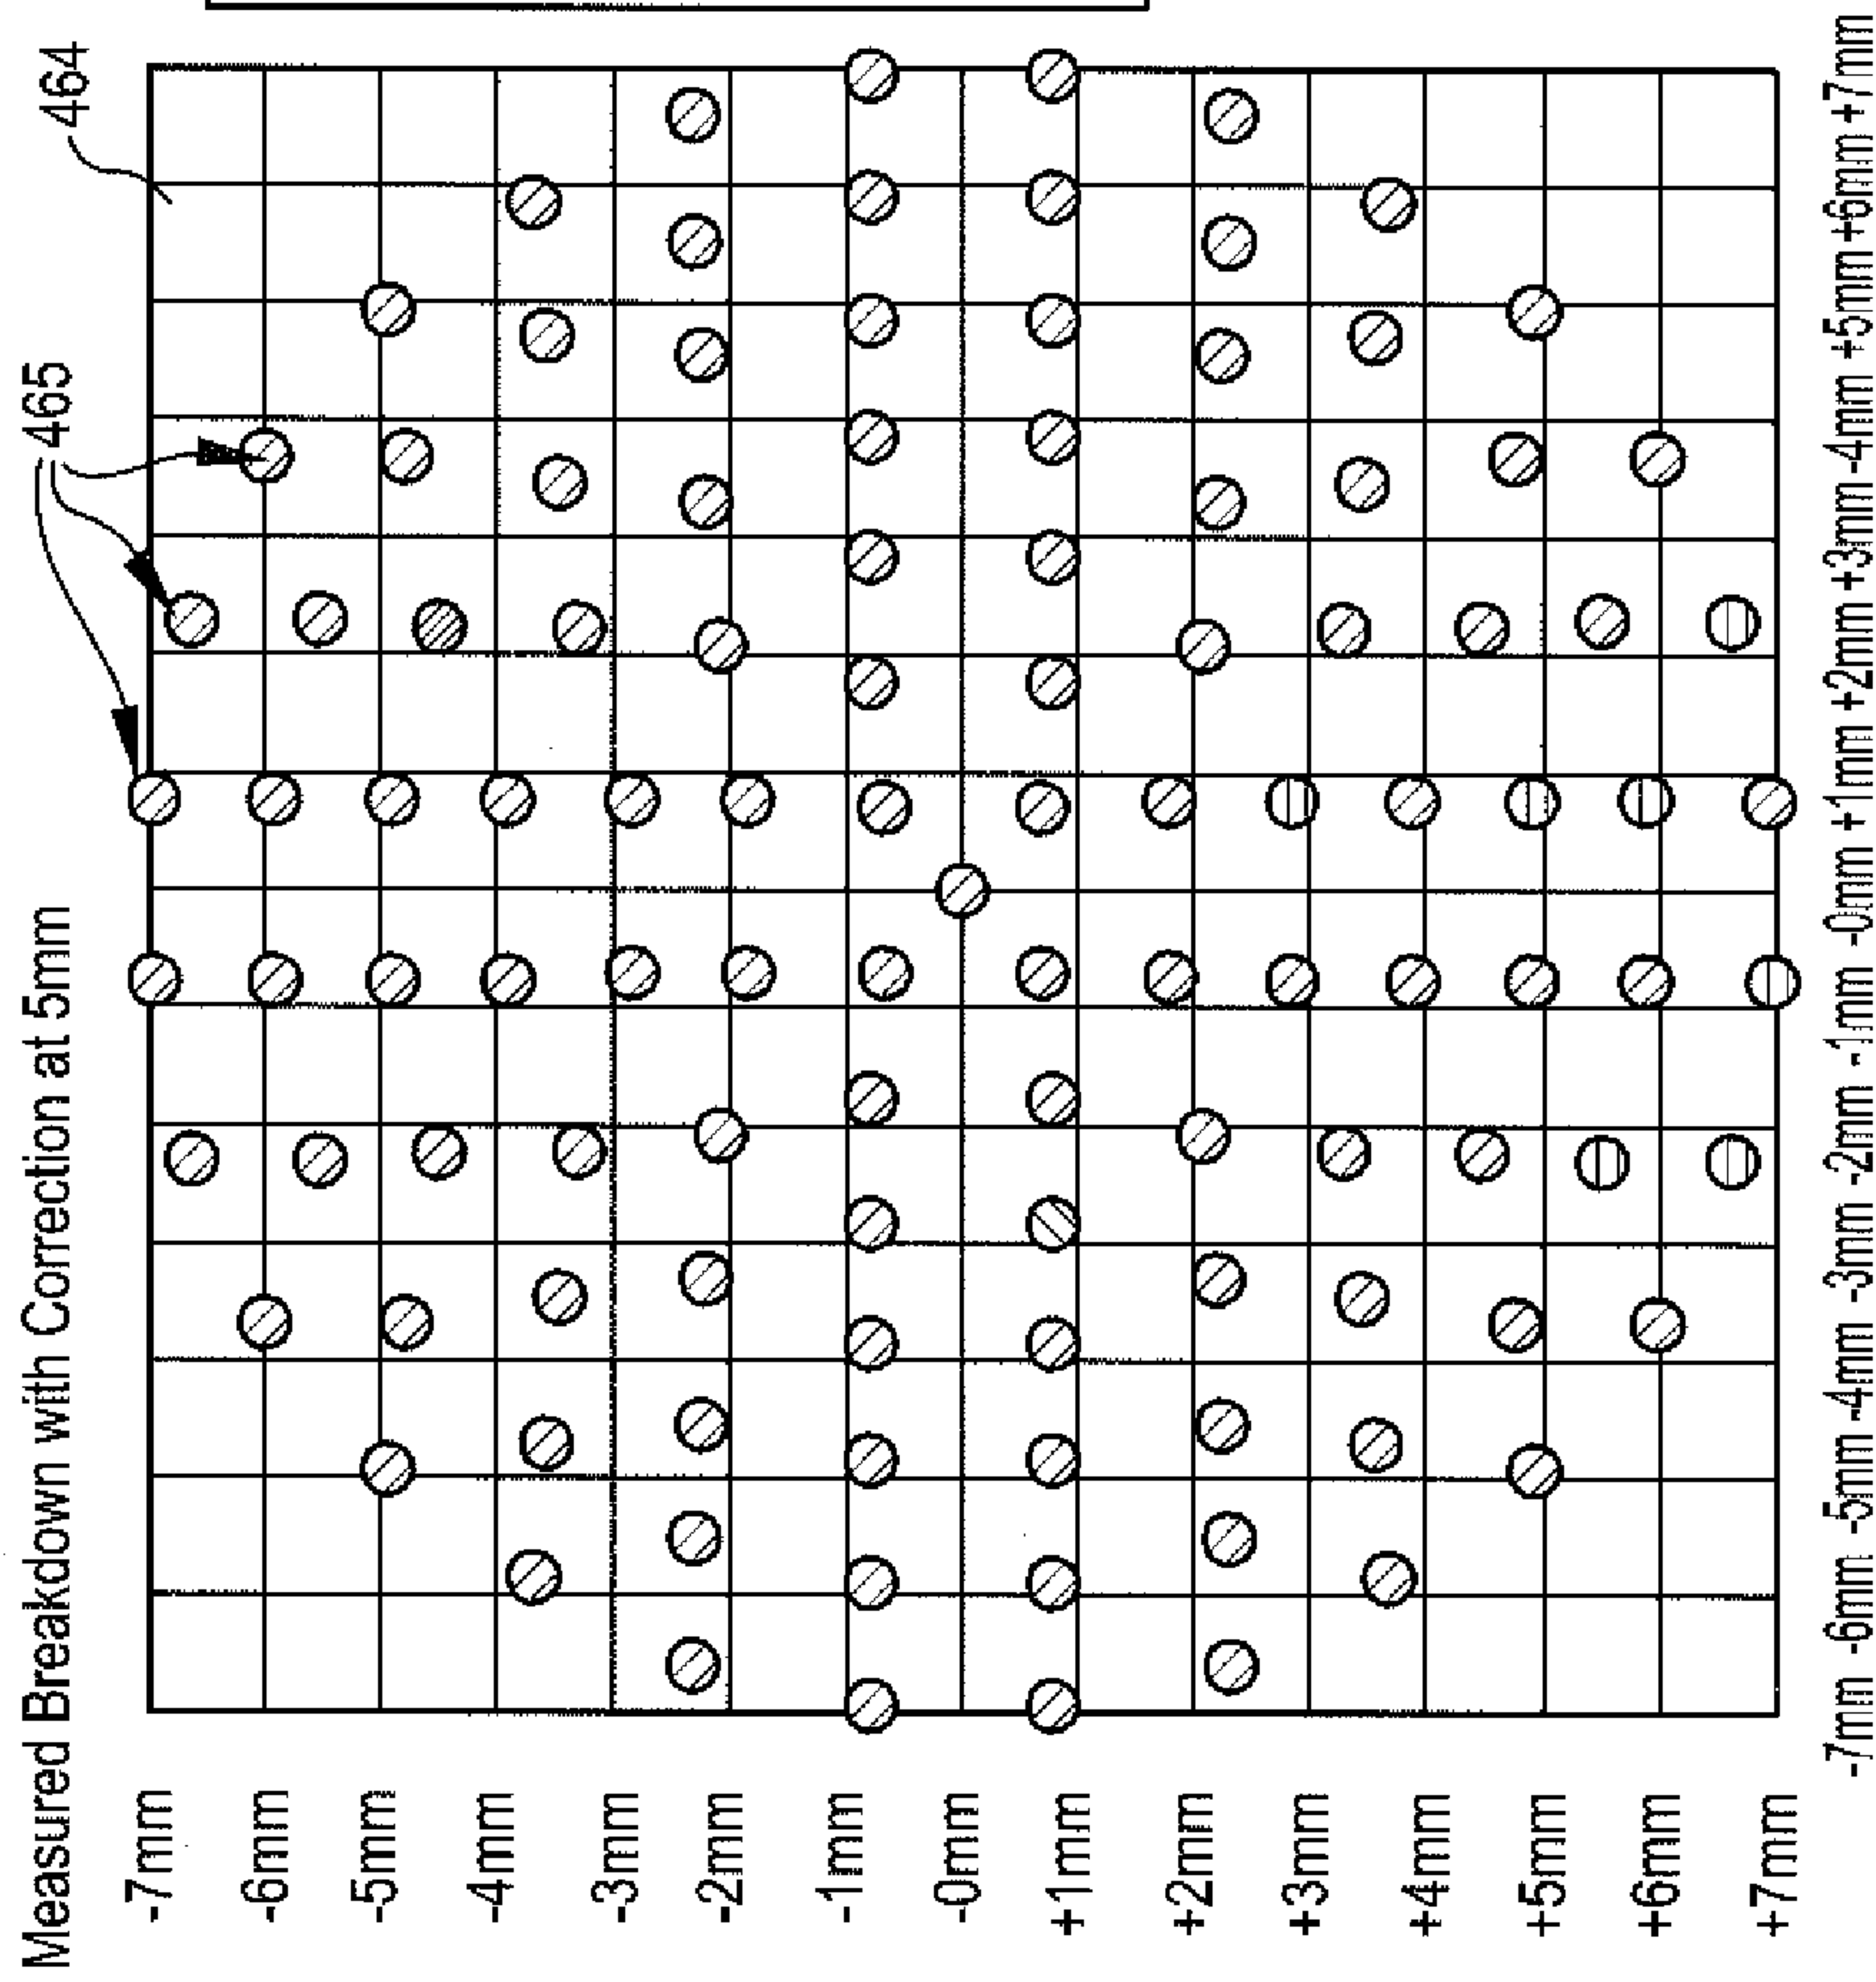 Measured Breakdown with Correction at 5mm
465
464
-7mm
-6mm
-5mm
-4mm
-3mm
-2mm
-1mm
-0mm
+1mm
+2mm
+3mm
+4mm
+5mm
+6mm
+7mm
-7mm -6mm -5mm -4mm -3mm -2mm -1mm -0mm +1mm +2mm +3mm -4mm +5mm +6mm +7mm